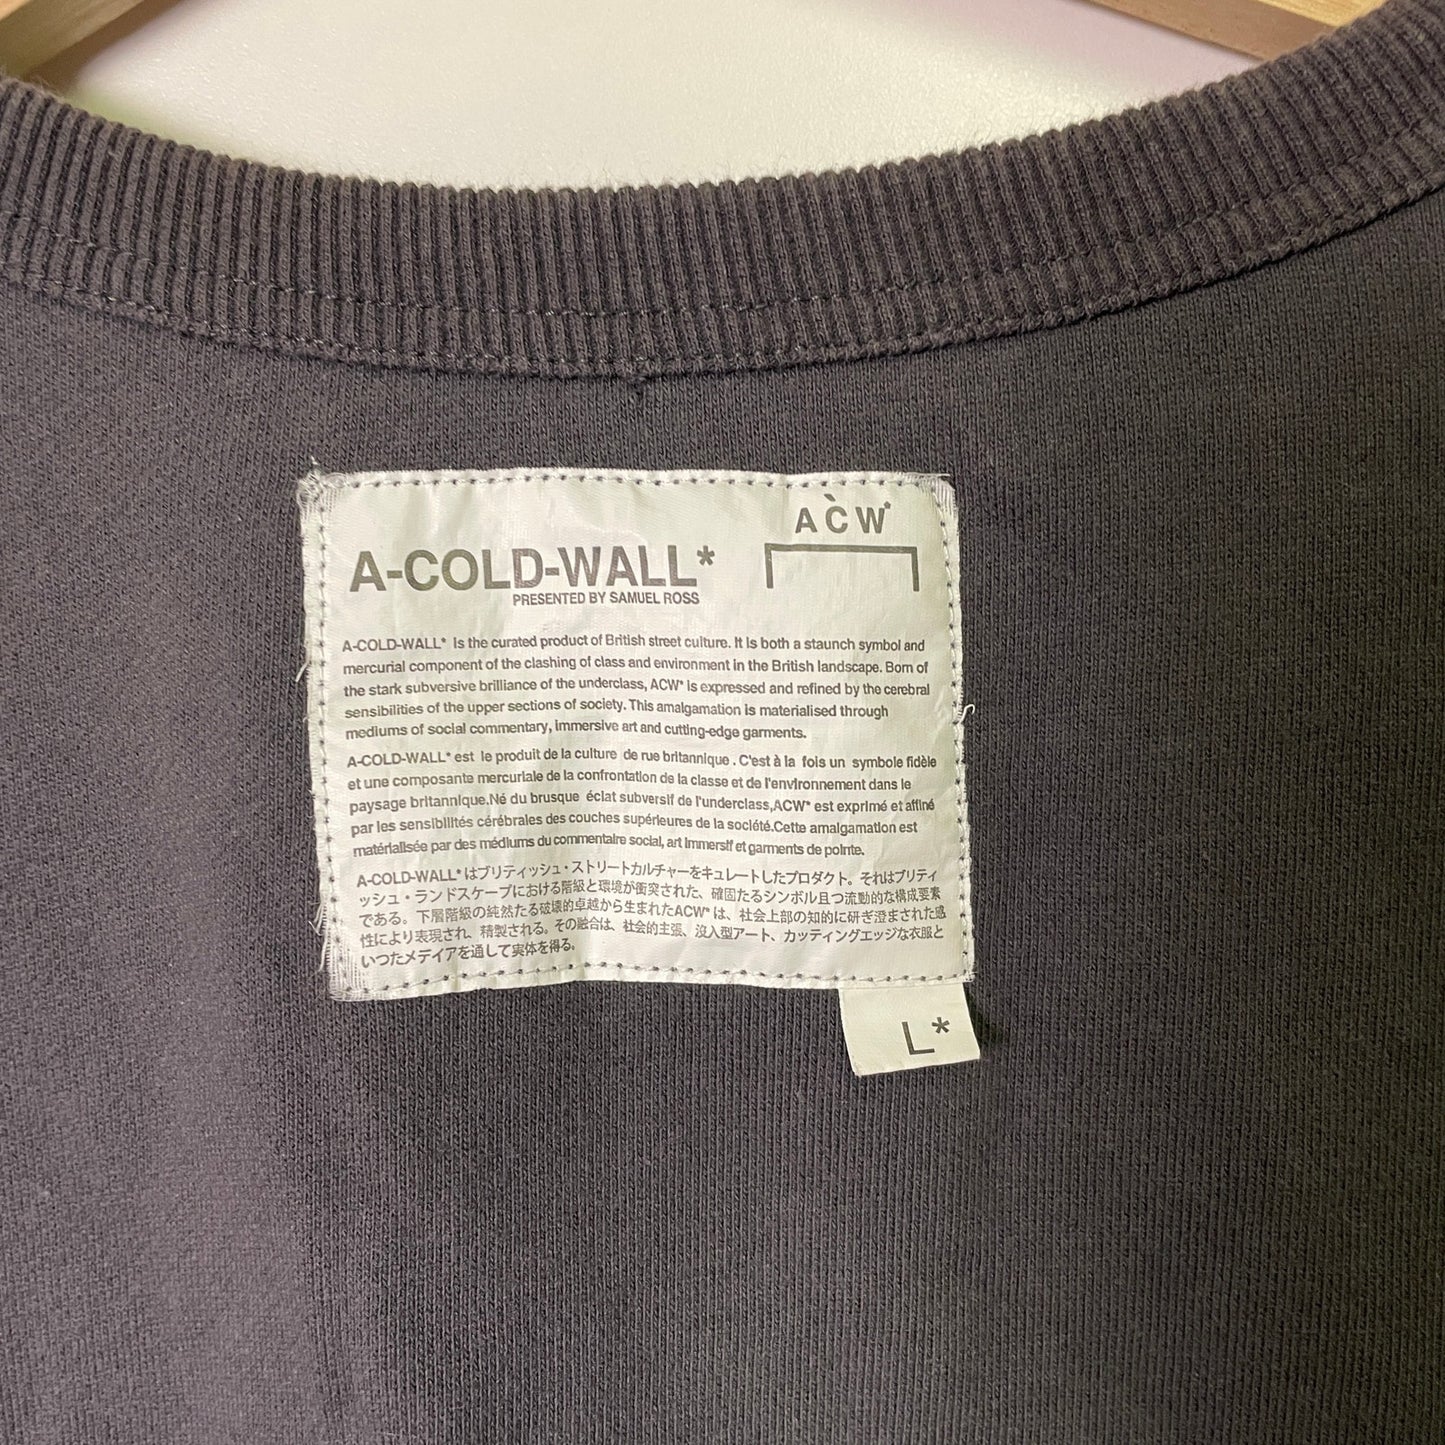 ACW*
A-COLD-WALL*
PRESENTED BY SAMUEL ROSS
A-COLD-WALL* is the curated product of British street culture. It is both a staunch symbol and
mercurial component of the clashing of class and environment in the British landscape. Born of
the stark subversive brilliance of the underclass, ACW* is expressed and refined by the cerebral
sensibilities of the upper sections of society. This amalgamation is materialised through
mediums of social commentary, immersive art and cutting-edge garments.
A-COLD-WALL* est le produit de la culture de rue britannique . C'est à la fois un symbole fidèle
et une composante mercuriale de la confrontation de la classe et de l'environnement dans le
paysage britannique.Né du brusque éclat subversif de l'underclass,ACW* est exprimé et affiné
par les sensibilités cérébrales des couches supérieures de la société.Cette amalgamation est
matérialisée par des médiums du commentaire social, art immersif et garments de pointe.
A-COLD-WALL*はブリティッシュ・ストリートカルチャーをキュレートしたプロダクト。それはブリティ
ッシュ・ランドスケープにおける階級と環境が衝突された、確固たるシンボル且つ流動的な構成要素
である。下層階級の純然たる破壊的卓越から生まれたACW*は、社会上部の知的に研ぎ澄まされた感
性により表現され、精製される。その融合は、社会的主張、没入型アート、カッティングエッジな衣服と
いつたメデイアを通して実体を得る。
L*